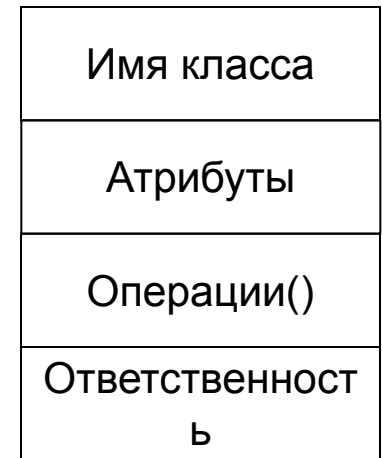 Имя класса
Атрибуты
Операции()
Ответственност
ь